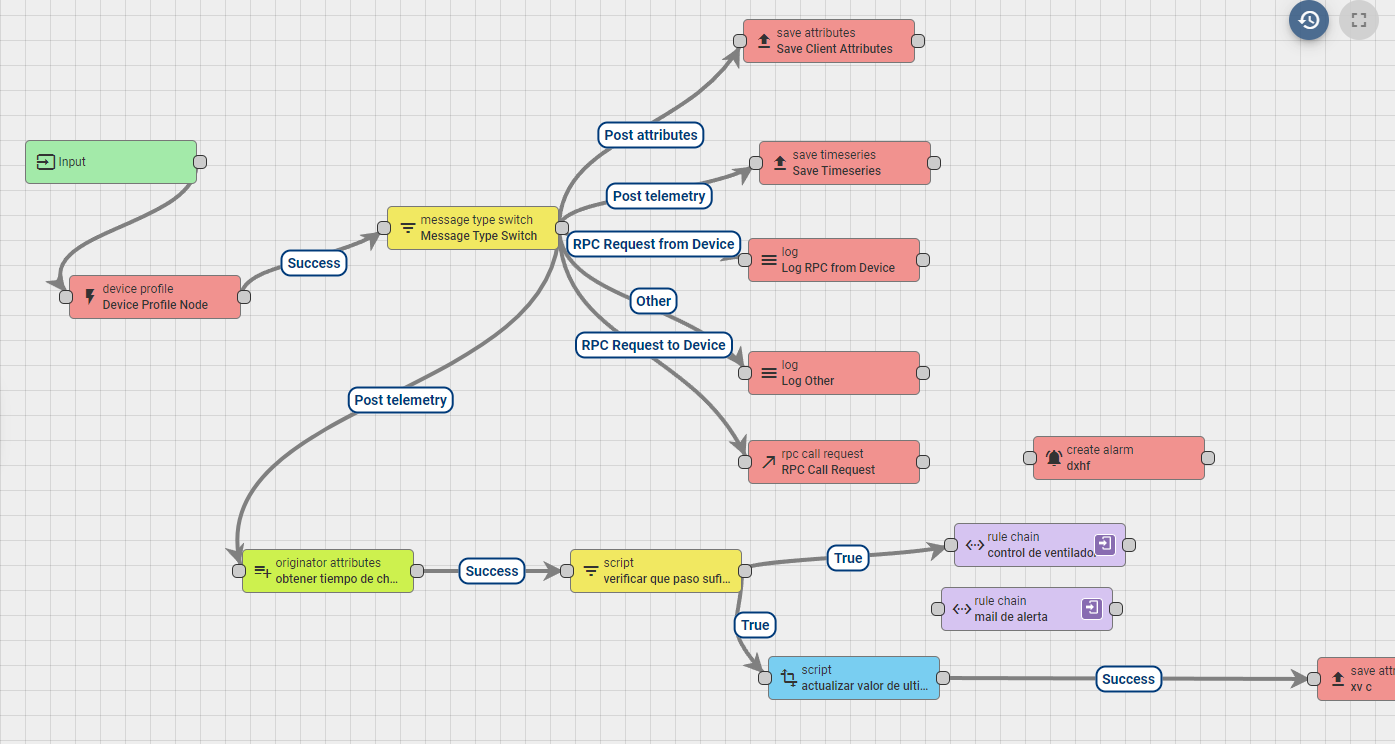 save attributes
Save Client Attributes
Post attributes
Input
save timeseries
Save Timeseries
Post telemetry
message type switch
Message Type Switch
RPC Request from Device
log
Log RPC from Device
Success
device profile
Device Profile Node
Other
RPC Request to Device
log
Log Other
Post telemetry
rpc call request
RPC Call Request
create alarm
dxhf
rule chain
control de ventilado.
True
originator attributes
obtener tiempo de ch...
Success
script
verificar que paso sufi...
rule chain
mail de alerta
True
script
actualizar valor de ulti...
Success
save attr
xv c